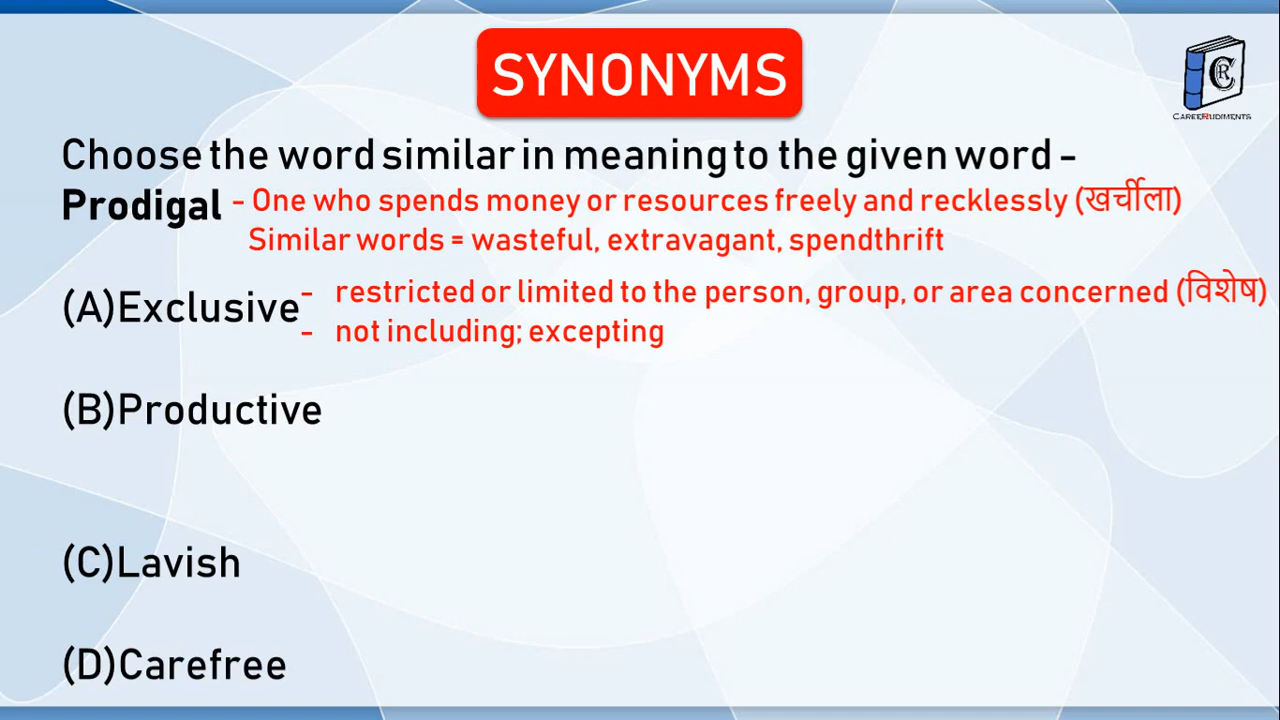 SYNONYMS
CR
CAREERUDIMENTS
Choose the word similar in meaning to the given word -
Prodigal - One who spends money or resources freely and recklessly (खर्चीला)
Similar words = wasteful, extravagant, spendthrift
(A)Exclusive - restricted or limited to the person, group, or area concerned (विशेष)
- not including; excepting
(B)Productive
(C)Lavish
(D)Carefree